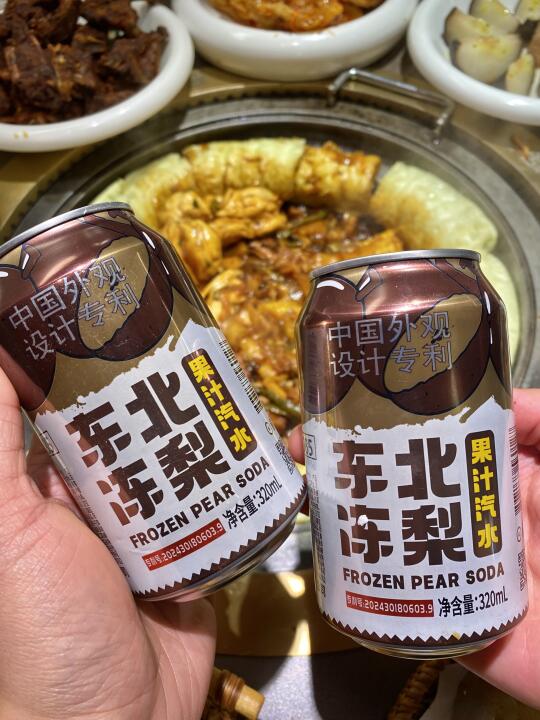 中国外观
设计专利
东北
冻梨
果汁汽水
FROZEN PEAR SODA
专利号:202430180603.9
净含量:320mL
中国外观
设计专利
东北
冻梨
果汁汽水
FROZEN PEAR SODA
专利号:202430180603.9
净含量:320mL